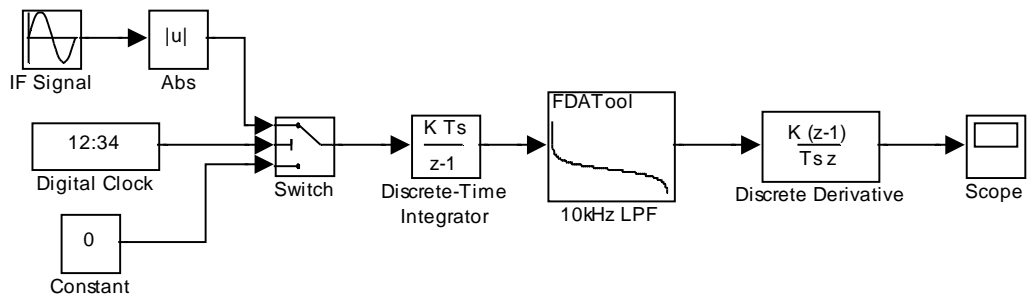 IF Signal
|u|
Abs
12:34
Digital Clock
0
Constant
Switch
K Ts
z-1
Discrete-Time
Integrator
FDATool
10kHz LPF
K (z-1)
Ts z
Discrete Derivative
Scope